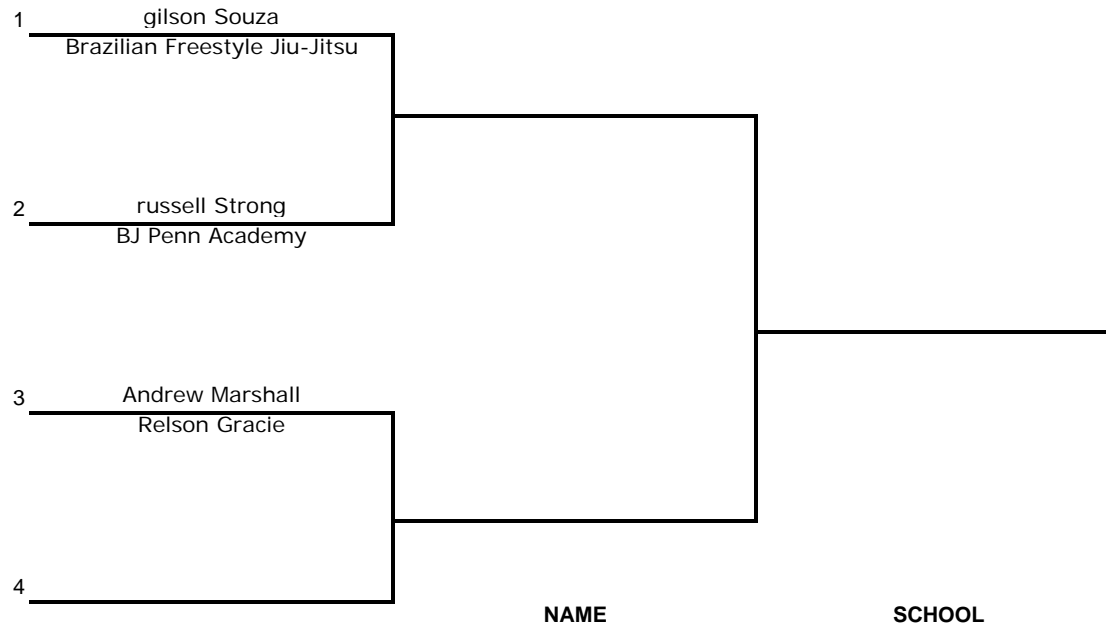 1 gilson Souza
Brazilian Freestyle Jiu-Jitsu
2 russell Strong
BJ Penn Academy
3 Andrew Marshall
Relson Gracie
4
NAME SCHOOL